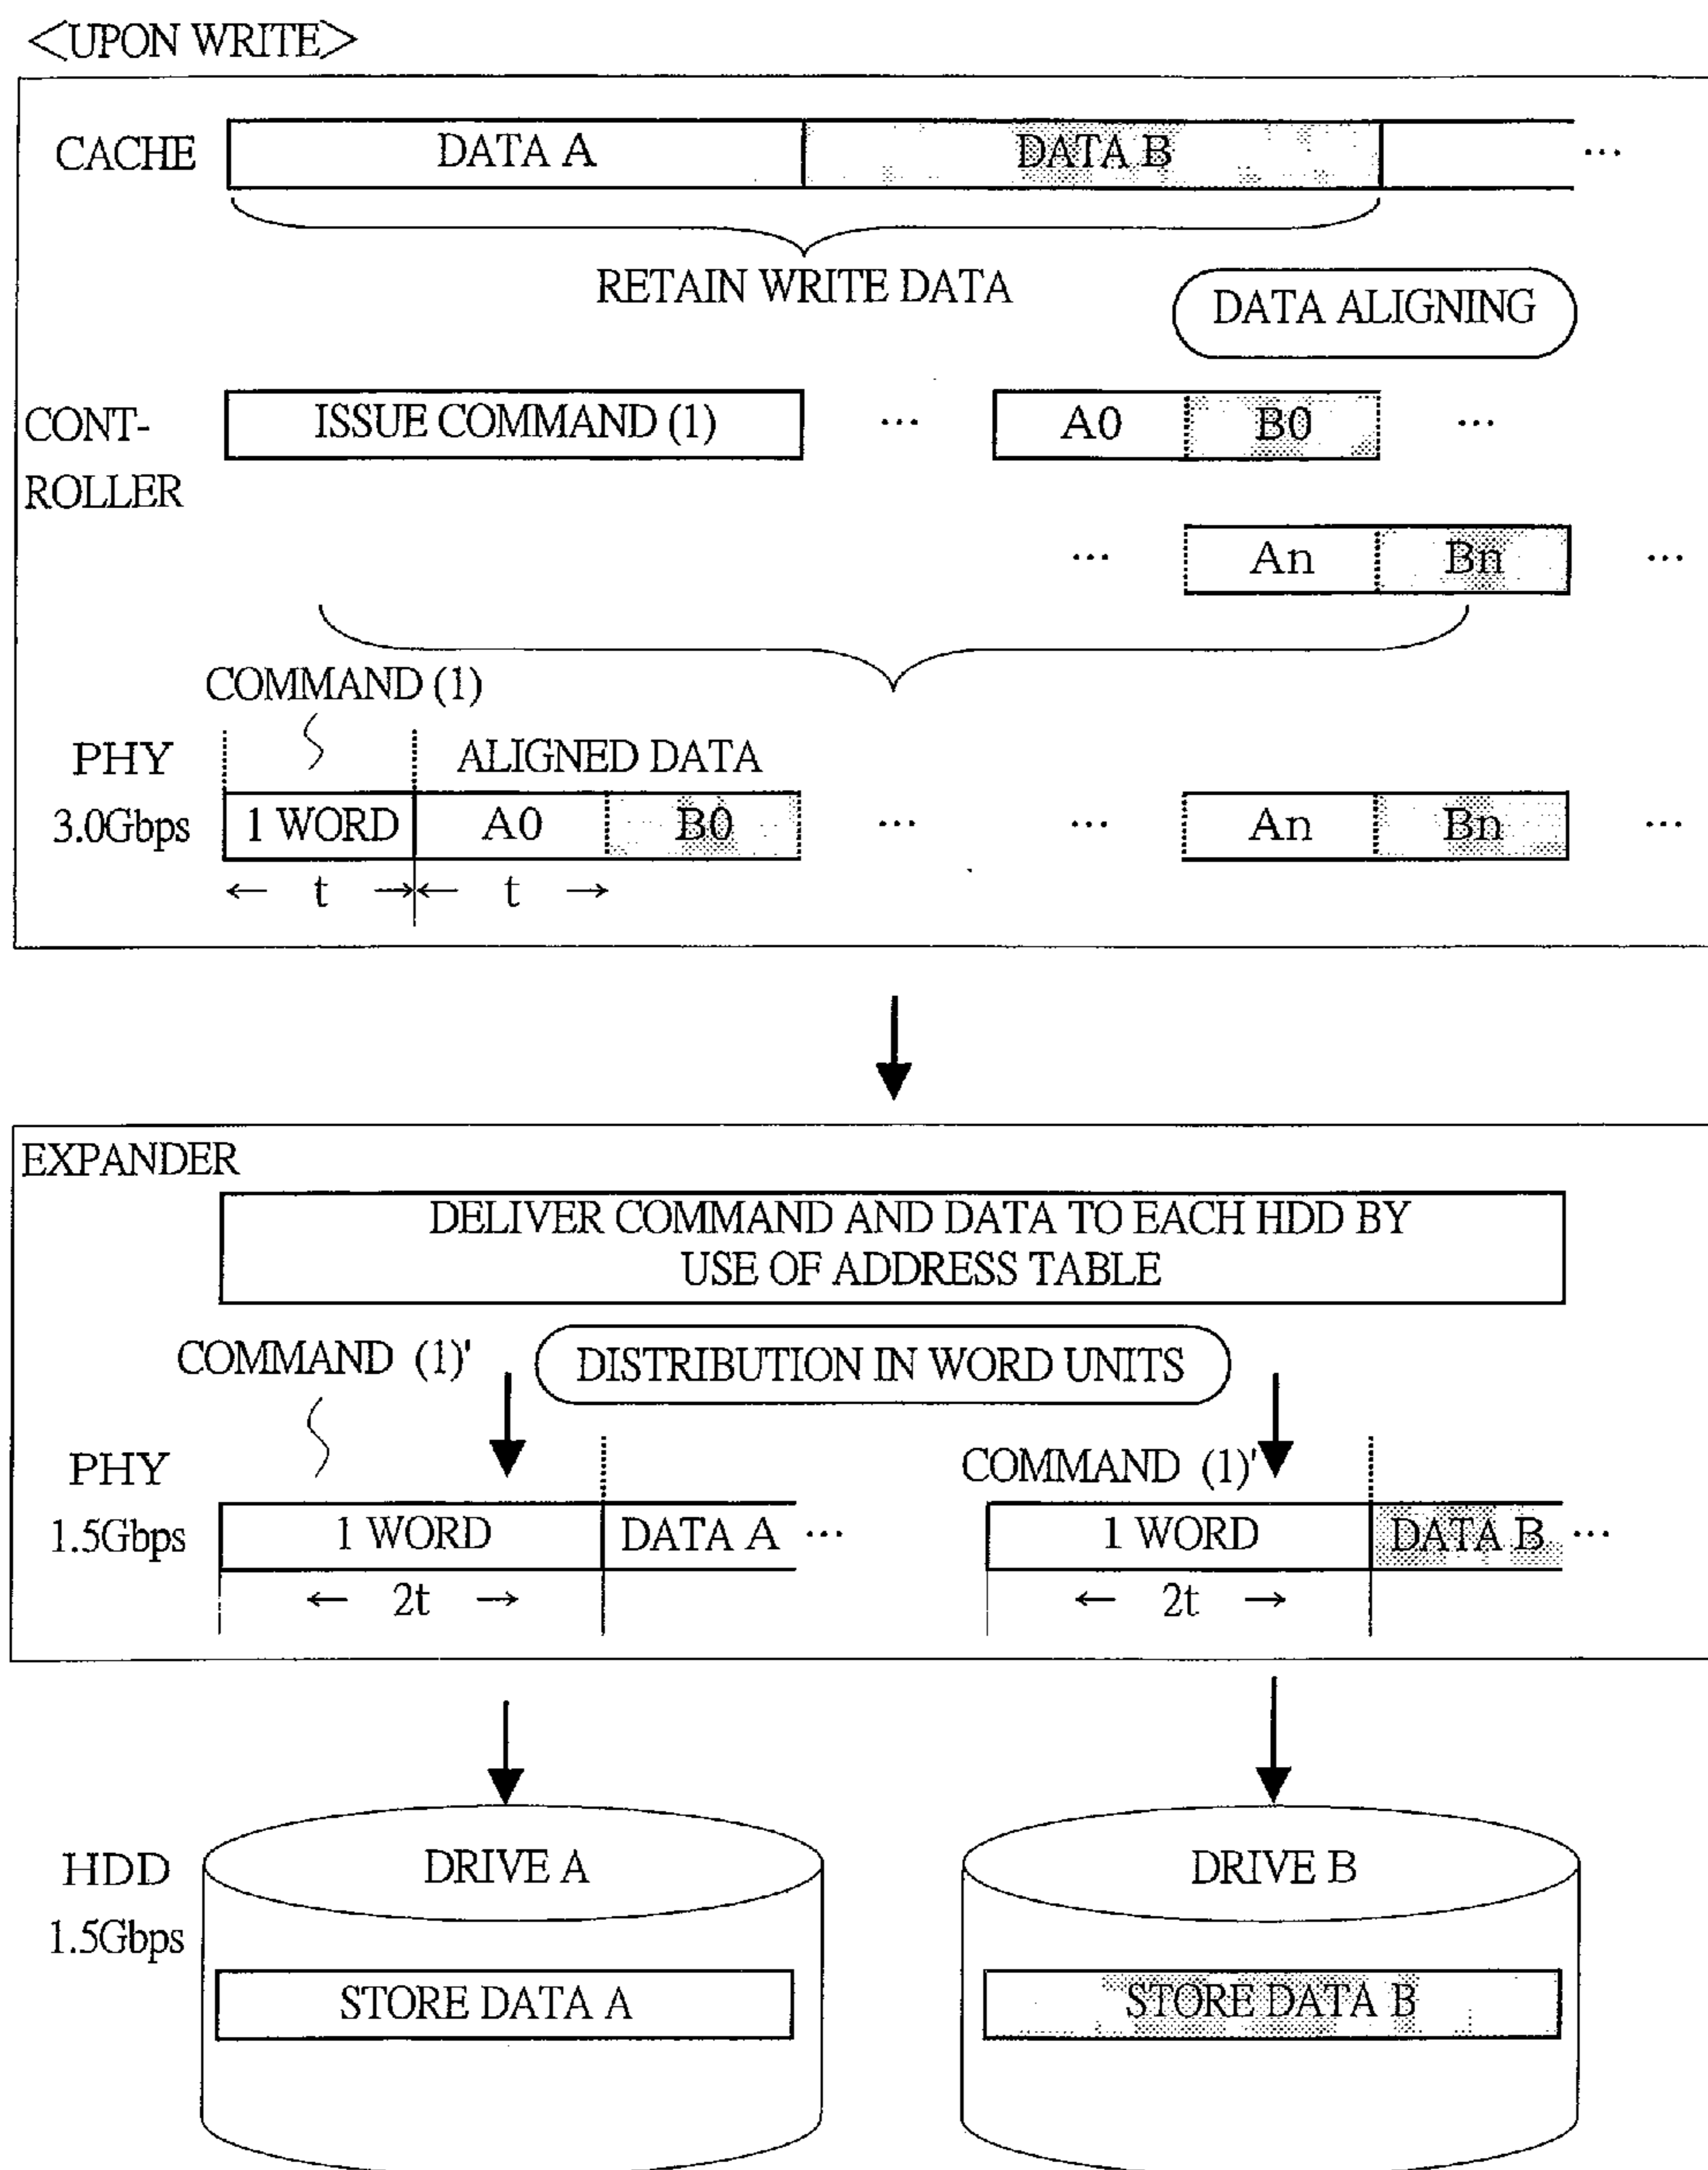 <UPON WRITE>
CACHE DATA A DATA B ...
RETAIN WRITE DATA
DATA ALIGNING
CONT-
ROLLER
ISSUE COMMAND (1) ... A0 B0 ...
... An Bn ...
COMMAND (1)
PHY
3.0Gbps
ALIGNED DATA
1 WORD A0 B0 ... ... An Bn ...
← t → ← t →
EXPANDER
DELIVER COMMAND AND DATA TO EACH HDD BY
USE OF ADDRESS TABLE
COMMAND (1)' DISTRIBUTION IN WORD UNITS
PHY
1.5Gbps
COMMAND (1)'
1 WORD DATA A ... 1 WORD DATA B ...
← 2t → ← 2t →
HDD
1.5Gbps
DRIVE A DRIVE B
STORE DATA A STORE DATA B